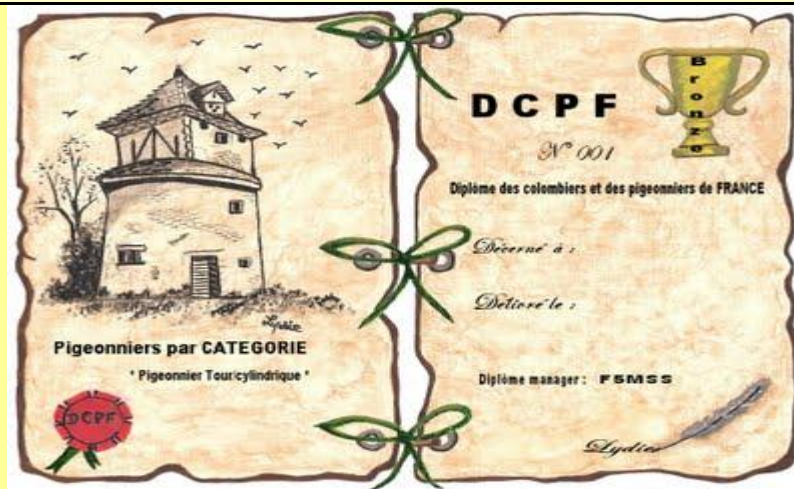 Lydie
Pigeonniers par CATEGORIE
" Pigeonnier Tour cylindrique "
DCPF
DCPF
Bronze
N° 001
Diplôme des colombiers et des pigeonniers de FRANCE
Décerné à :
Délivré le :
Diplôme manager : F5MSS
Lydie